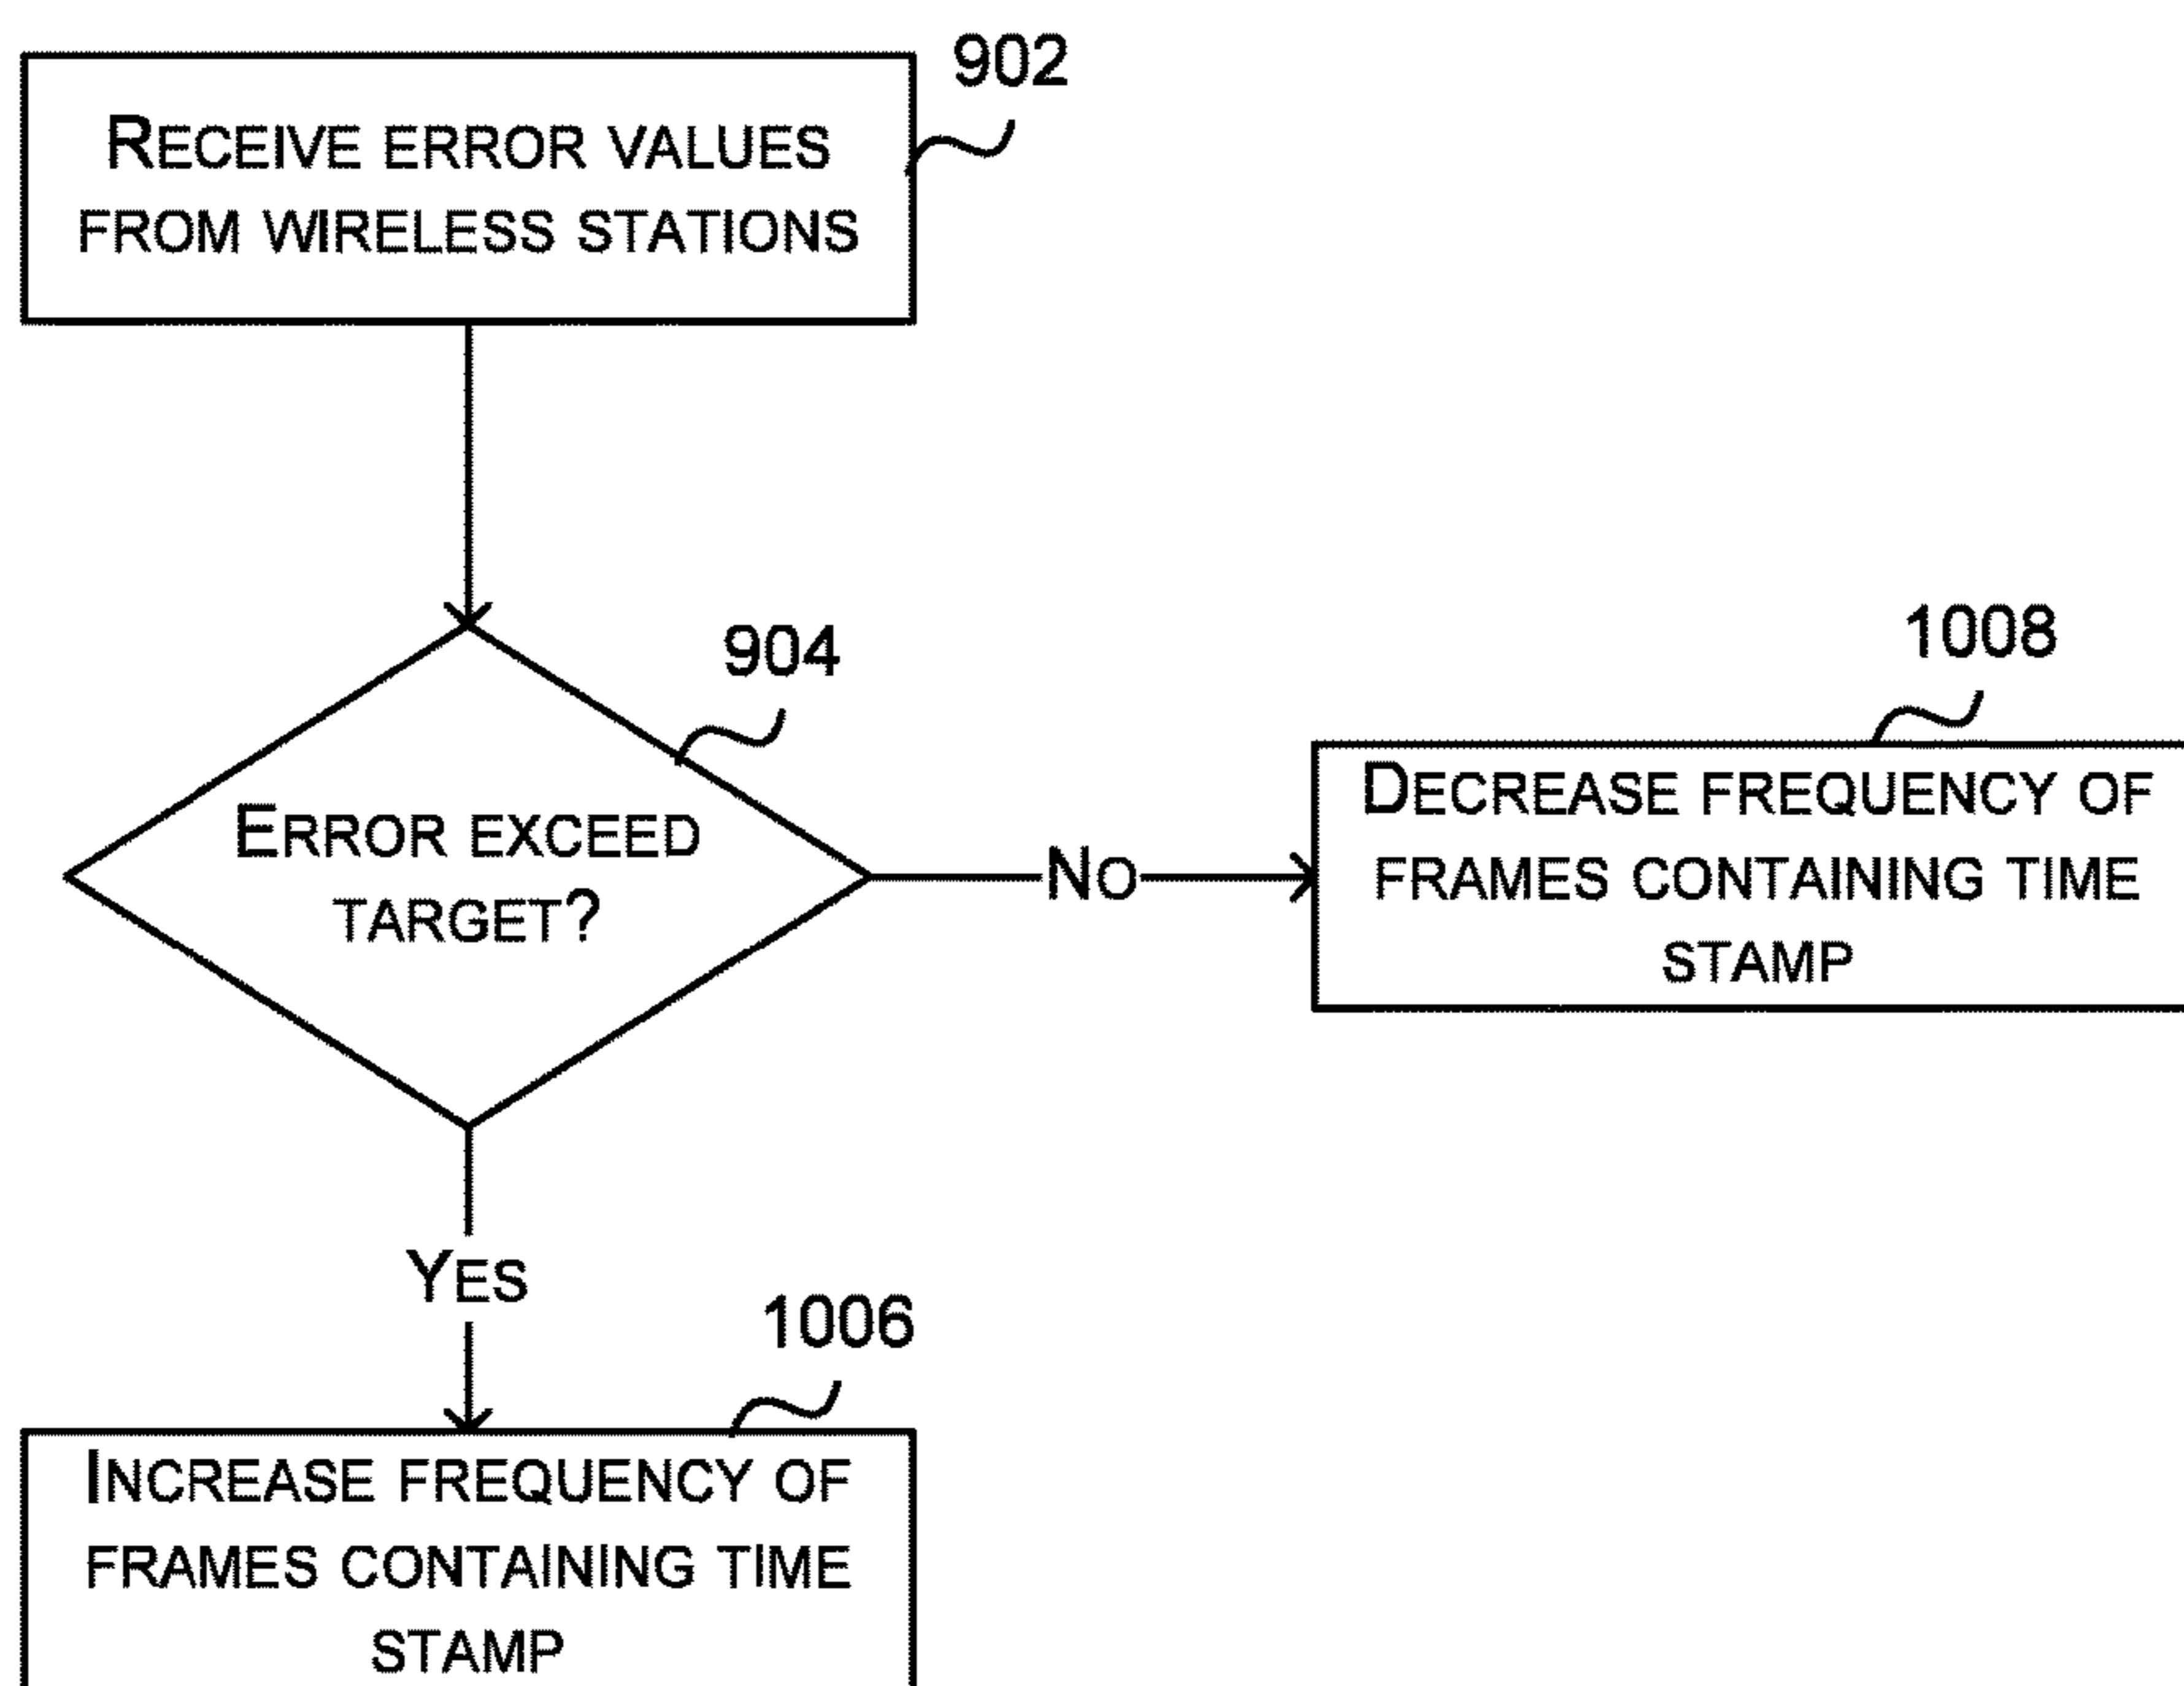 902
RECEIVE ERROR VALUES
FROM WIRELESS STATIONS
904
ERROR EXCEED
TARGET?
NO
1008
DECREASE FREQUENCY OF
FRAMES CONTAINING TIME
STAMP
YES
1006
INCREASE FREQUENCY OF
FRAMES CONTAINING TIME
STAMP